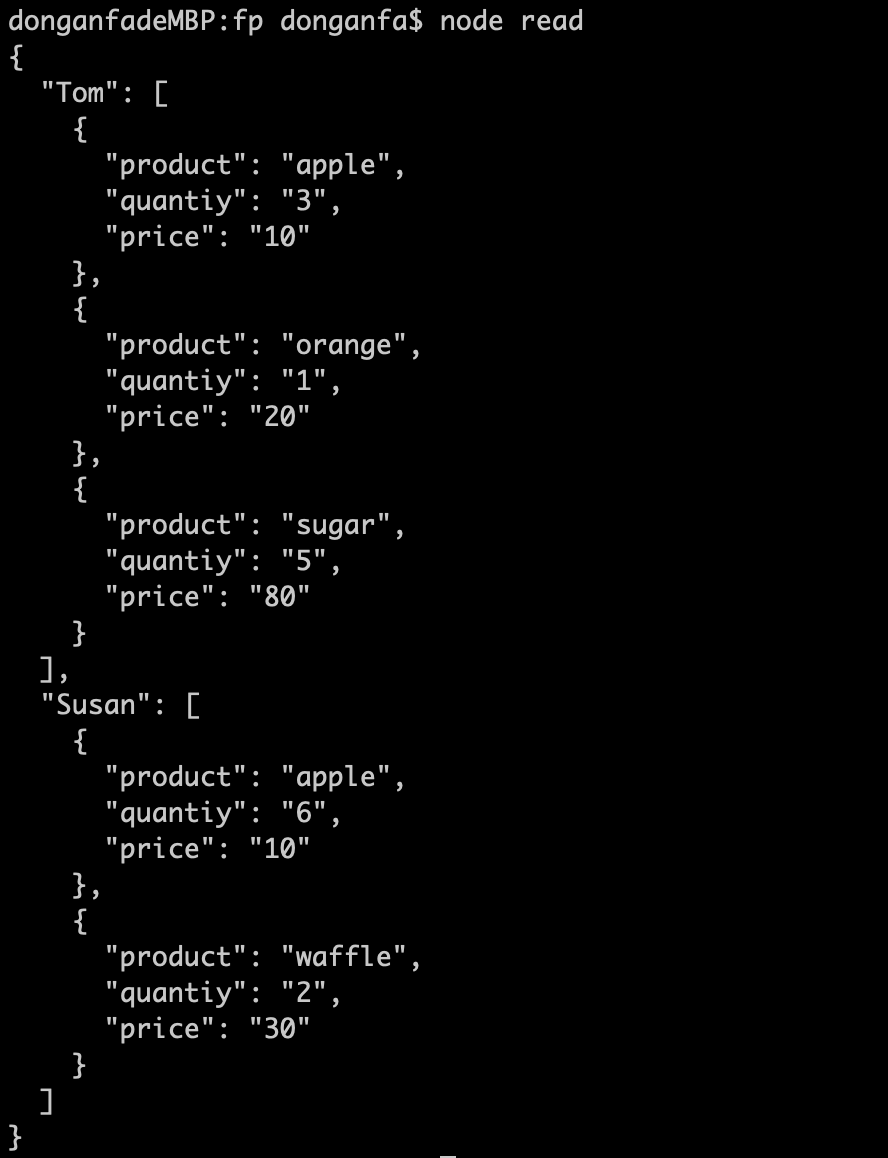 donganfadeMBP:fp donganfa$ node read
{
  "Tom": [
    {
      "product": "apple",
      "quantiy": "3",
      "price": "10"
    },
    {
      "product": "orange",
      "quantiy": "1",
      "price": "20"
    },
    {
      "product": "sugar",
      "quantiy": "5",
      "price": "80"
    }
  ],
  "Susan": [
    {
      "product": "apple",
      "quantiy": "6",
      "price": "10"
    },
    {
      "product": "waffle",
      "quantiy": "2",
      "price": "30"
    }
  ]
}